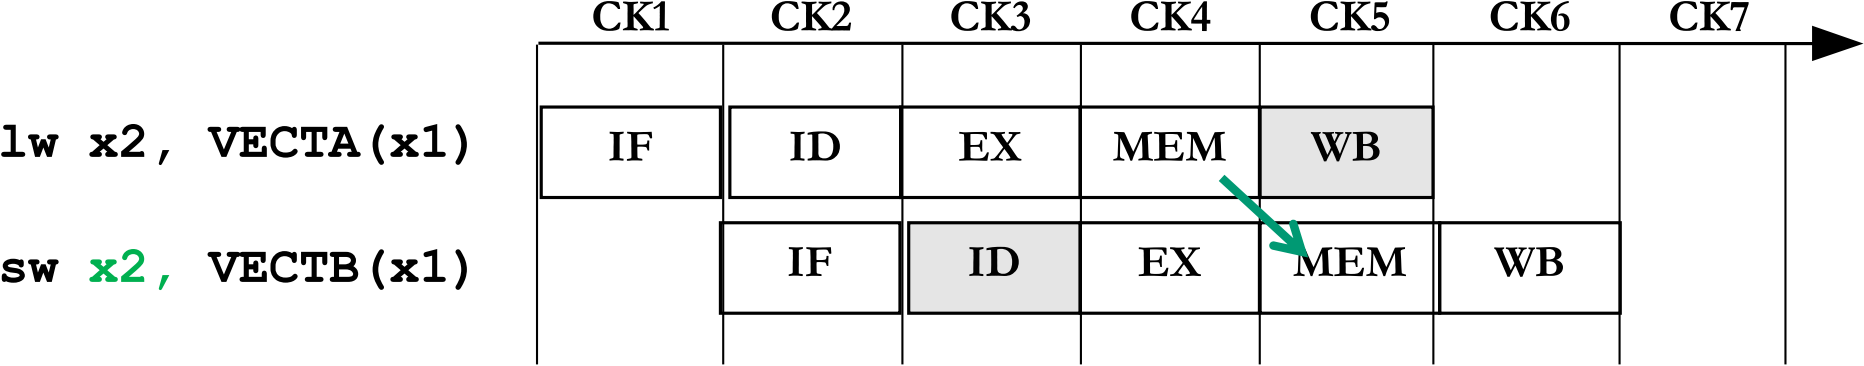 CK1 CK2 CK3 CK4 CK5 CK6 CK7
lw x2, VECTA(x1) IF ID EX MEM WB
sw x2, VECTB(x1) IF ID EX MEM WB